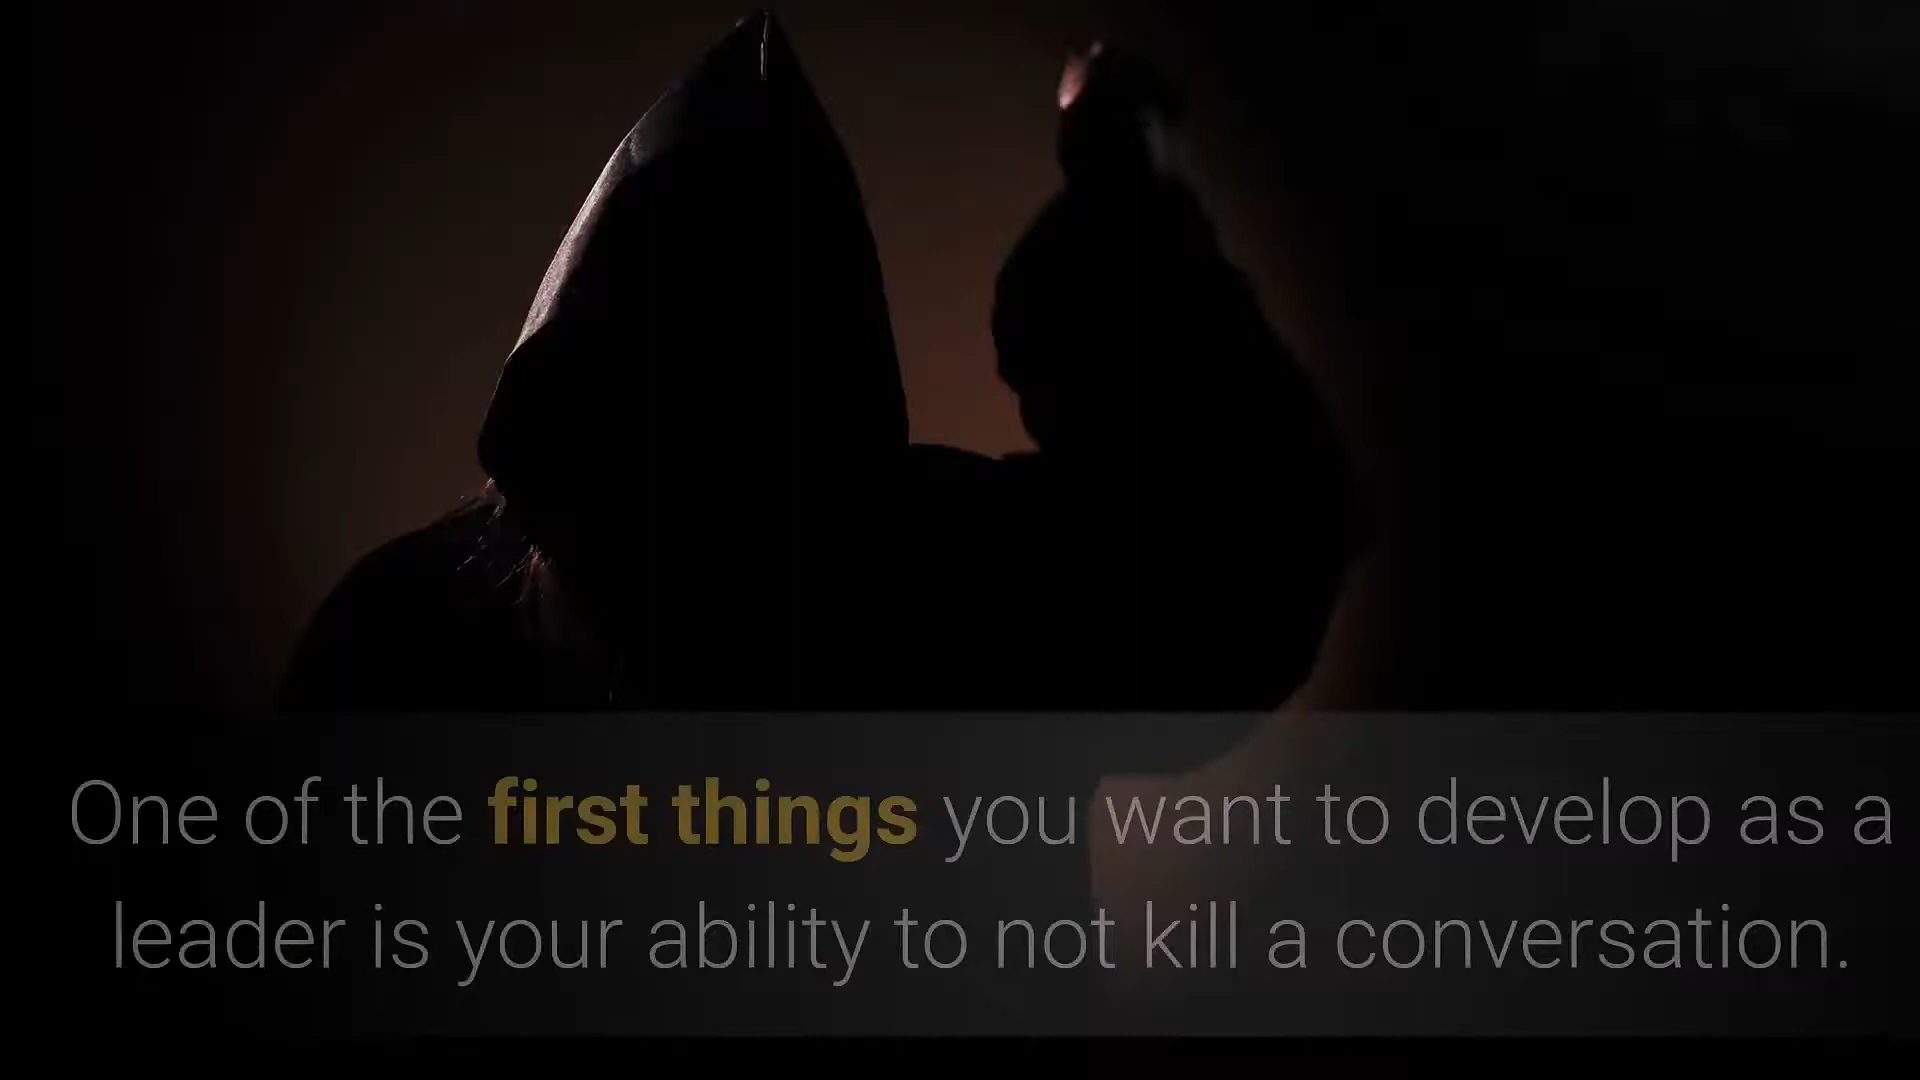 One of the first things you want to develop as a
leader is your ability to not kill a conversation.